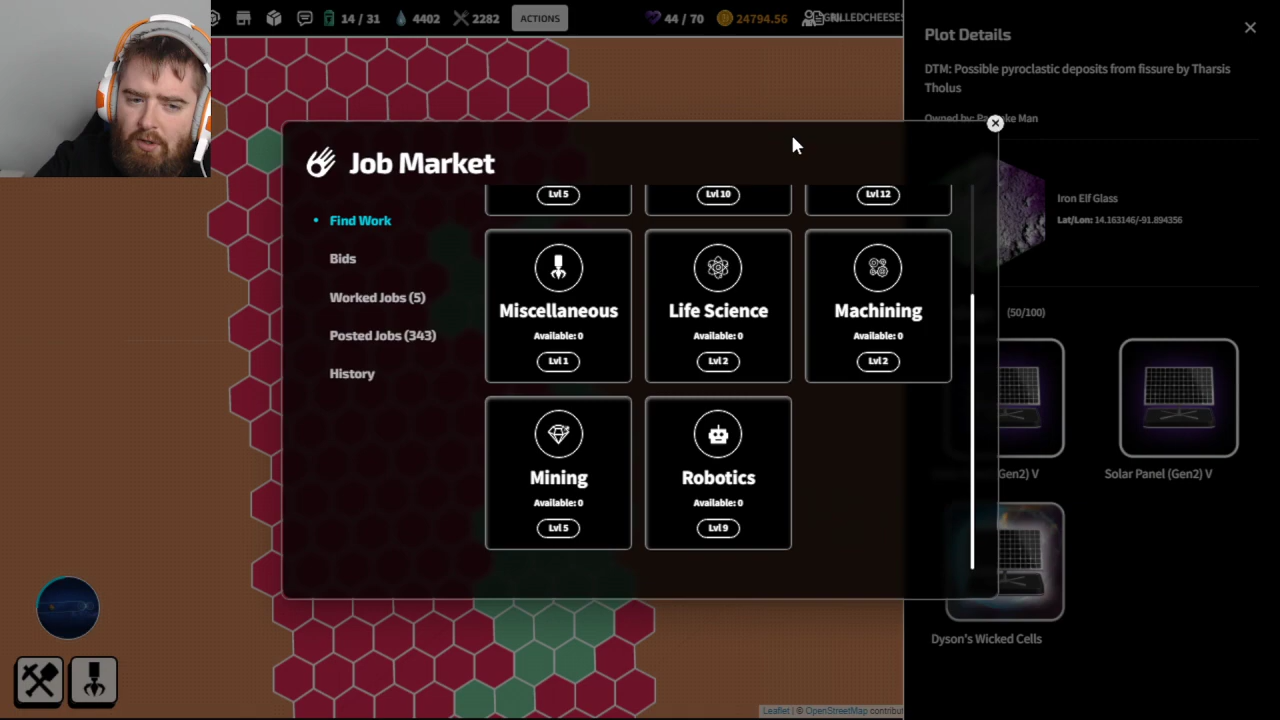 14 / 31
4402
2282
ACTIONS
44 / 70
24794.56
Plot Details
DTM: Possible pyroclastic deposits from fissure by Tharsis
Tholus
Owned by:
Man
Job Market
Find Work
Bids
Worked Jobs (5)
Posted Jobs (343)
History
Lvl 5
Lvl 10
Lvl 12
Miscellaneous
Available: 0
Lvl 1
Life Science
Available: 0
Lvl 2
Machining
Available: 0
Lvl 2
Mining
Available: 0
Lvl 5
Robotics
Available: 0
Lvl 9
Iron Elf Glass
Lat/Lon: 14.163146/-91.894356
(50/100)
Gen2) V
Solar Panel (Gen2) V
Dyson's Wicked Cells
Leaflet | © OpenStreetMap contribut